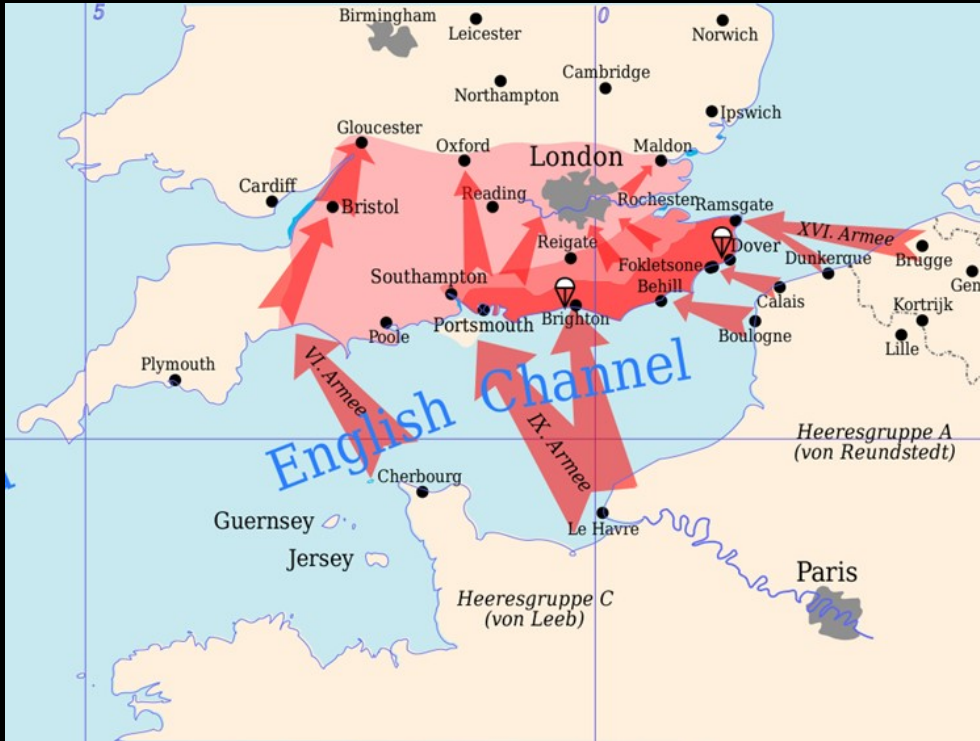 5
0
Birmingham
Leicester
Norwich
Cambridge
Northampton
Ipswich
Gloucester
Oxford
London
Maldon
Cardiff
Bristol
Reading
Rochester
Ramsgate
Reigate
Dover
XVI. Armee
Brugge
Fokletsone
Dunkerque
Gen
Southampton
Behill
Calais
Kortrijk
Portsmouth
Brighton
Poole
Boulogne
Lille
Plymouth
VI. Armee
English Channel
IX. Armee
Heeresgruppe A
(von Reundstedt)
Cherbourg
Guernsey
Le Havre
Jersey
Paris
Heeresgruppe C
(von Leeb)